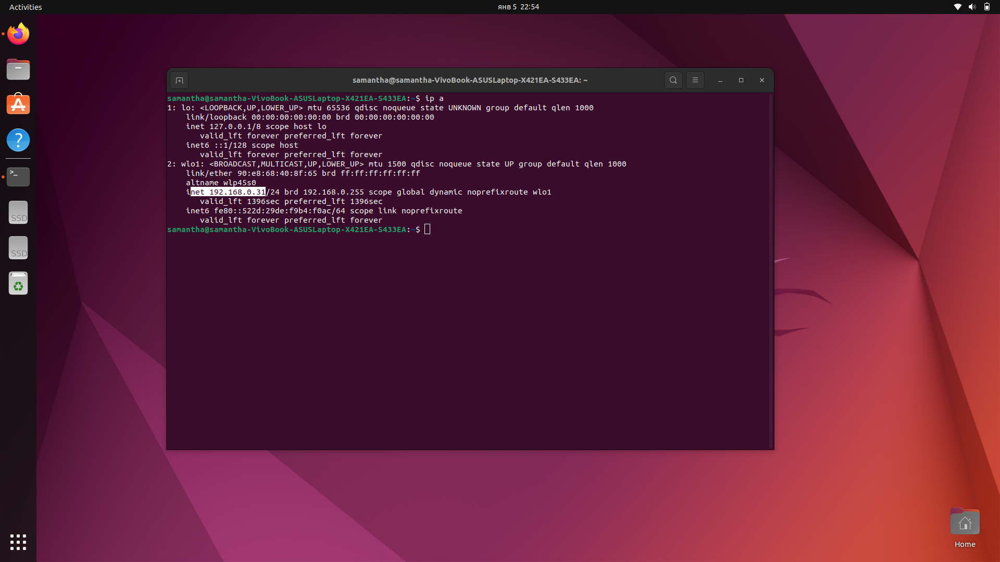 Activities
янв 5 22:54
samantha@samantha-VivoBook-ASUSLaptop-X421EA-S433EA: ~
samantha@samantha-VivoBook-ASUSLaptop-X421EA-S433EA:~$ ip a
1: lo: <LOOPBACK,UP,LOWER_UP> mtu 65536 qdisc noqueue state UNKNOWN group default qlen 1000
    link/loopback 00:00:00:00:00:00 brd 00:00:00:00:00:00
    inet 127.0.0.1/8 scope host lo
       valid_lft forever preferred_lft forever
    inet6 ::1/128 scope host
       valid_lft forever preferred_lft forever
2: wlo1: <BROADCAST,MULTICAST,UP,LOWER_UP> mtu 1500 qdisc noqueue state UP group default qlen 1000
    link/ether 90:e8:68:40:8f:65 brd ff:ff:ff:ff:ff:ff
    altname wlp45s0
    inet 192.168.0.31/24 brd 192.168.0.255 scope global dynamic noprefixroute wlo1
       valid_lft 1396sec preferred_lft 1396sec
    inet6 fe80::522d:29de:f9b4:f0ac/64 scope link noprefixroute
       valid_lft forever preferred_lft forever
samantha@samantha-VivoBook-ASUSLaptop-X421EA-S433EA:~$
>_
SSD
SSD
Home